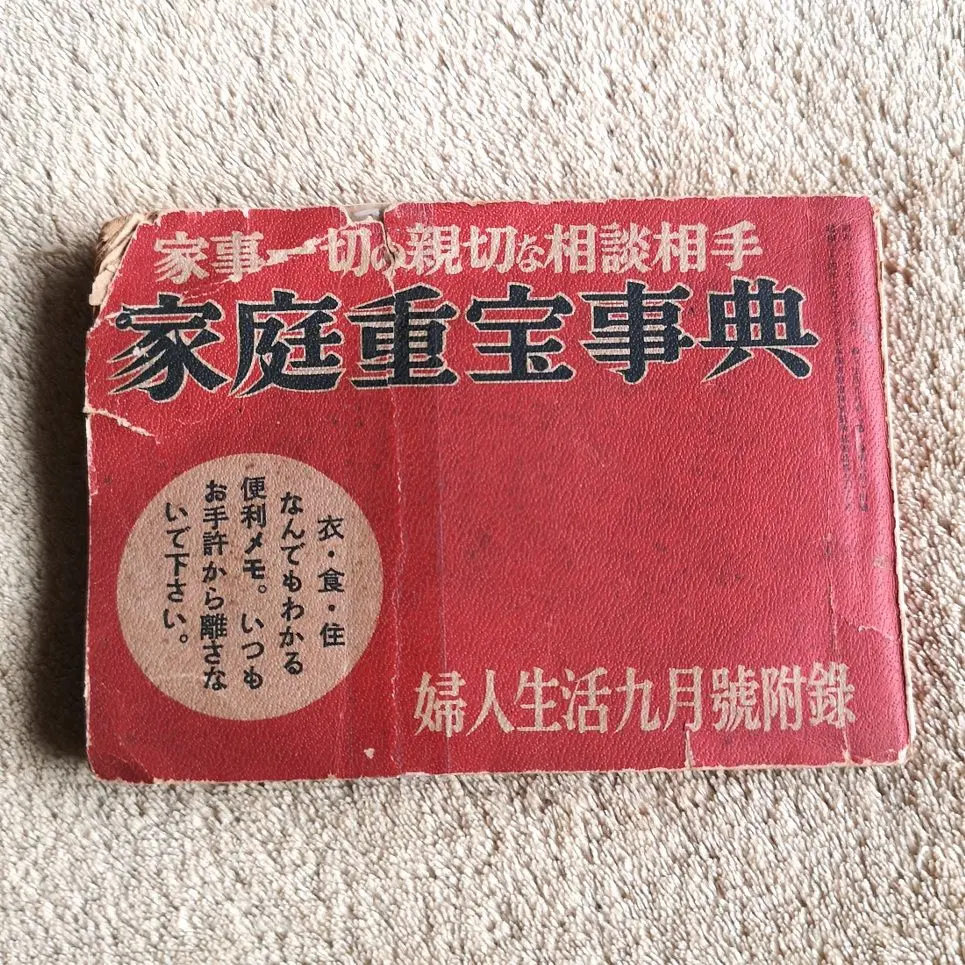 家事一切の親切な相談相手
家庭重宝事典
衣・食・住
なんでもわかる
便利メモ。いつも
お手許から離さな
いで下さい。
婦人生活九月號附錄